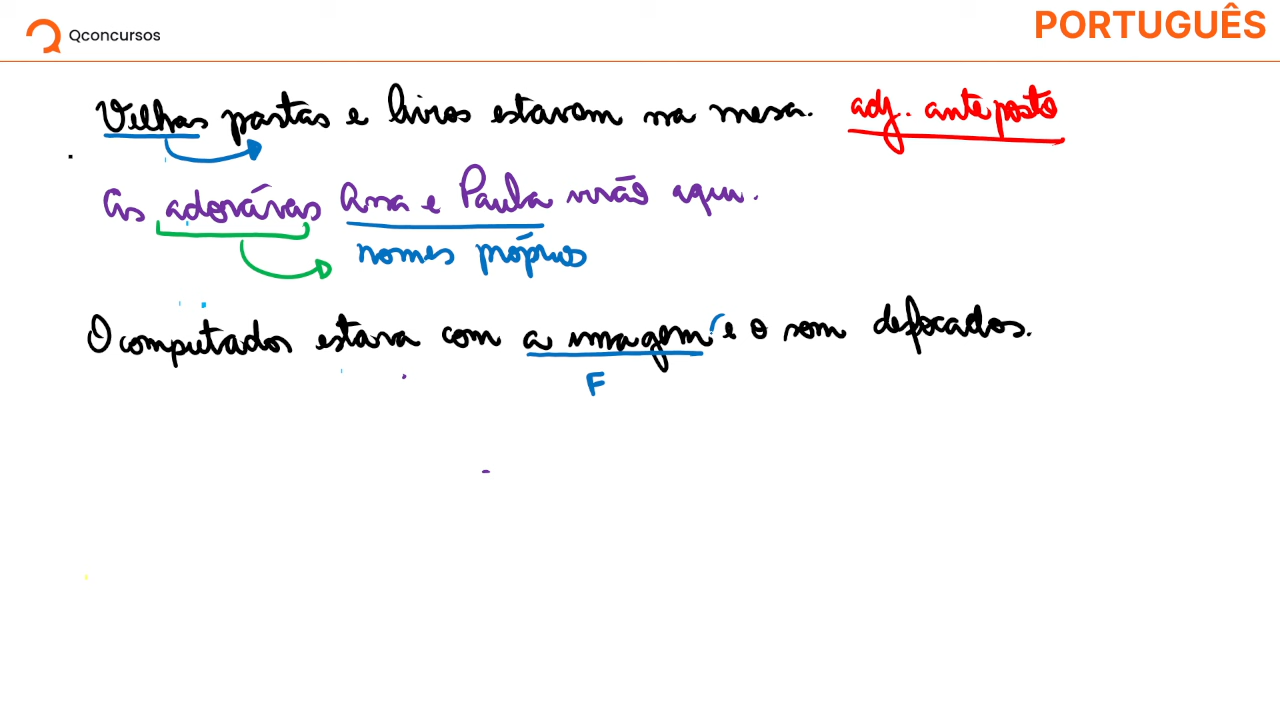 Qconcursos
PORTUGUÊS
Velhas pastas e livros estavam na mesa. adj. anteposto
As adoráveis Ana e Paula virão aqui.
nomes próprios
O computador estava com a imagem e o som desfocados.
F